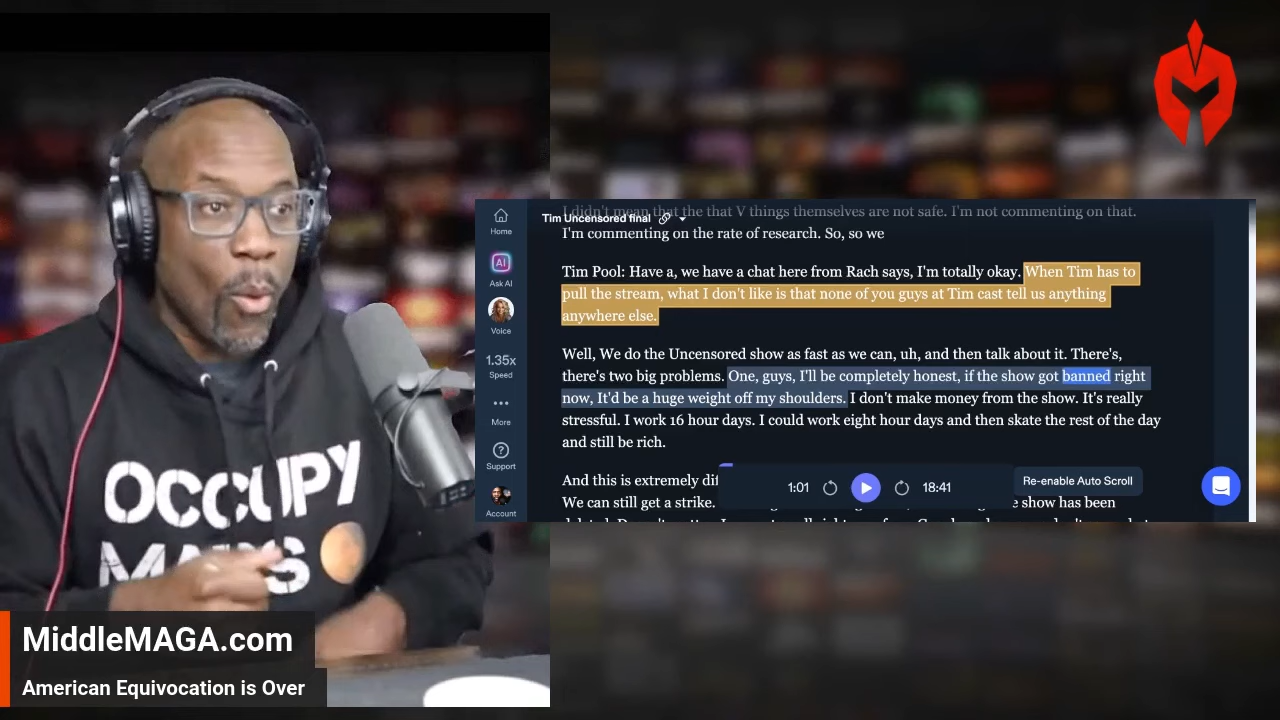 OCCUPY
MARS
MiddleMAGA.com
American Equivocation is Over
Home
Ask AI
Voice
1.35x
Speed
More
Support
Account
Tim Uncensored final
I didn't mean that the that V things themselves are not safe. I'm not commenting on that.
I'm commenting on the rate of research. So, so we
Tim Pool: Have a, we have a chat here from Rach says, I'm totally okay. When Tim has to
pull the stream, what I don't like is that none of you guys at Tim cast tell us anything
anywhere else.
Well, We do the Uncensored show as fast as we can, uh, and then talk about it. There's,
there's two big problems. One, guys, I'll be completely honest, if the show got banned right
now, It'd be a huge weight off my shoulders. I don't make money from the show. It's really
stressful. I work 16 hour days. I could work eight hour days and then skate the rest of the day
and still be rich.
And this is extremely dif
We can still get a strike. show has been
1:01
18:41
Re-enable Auto Scroll